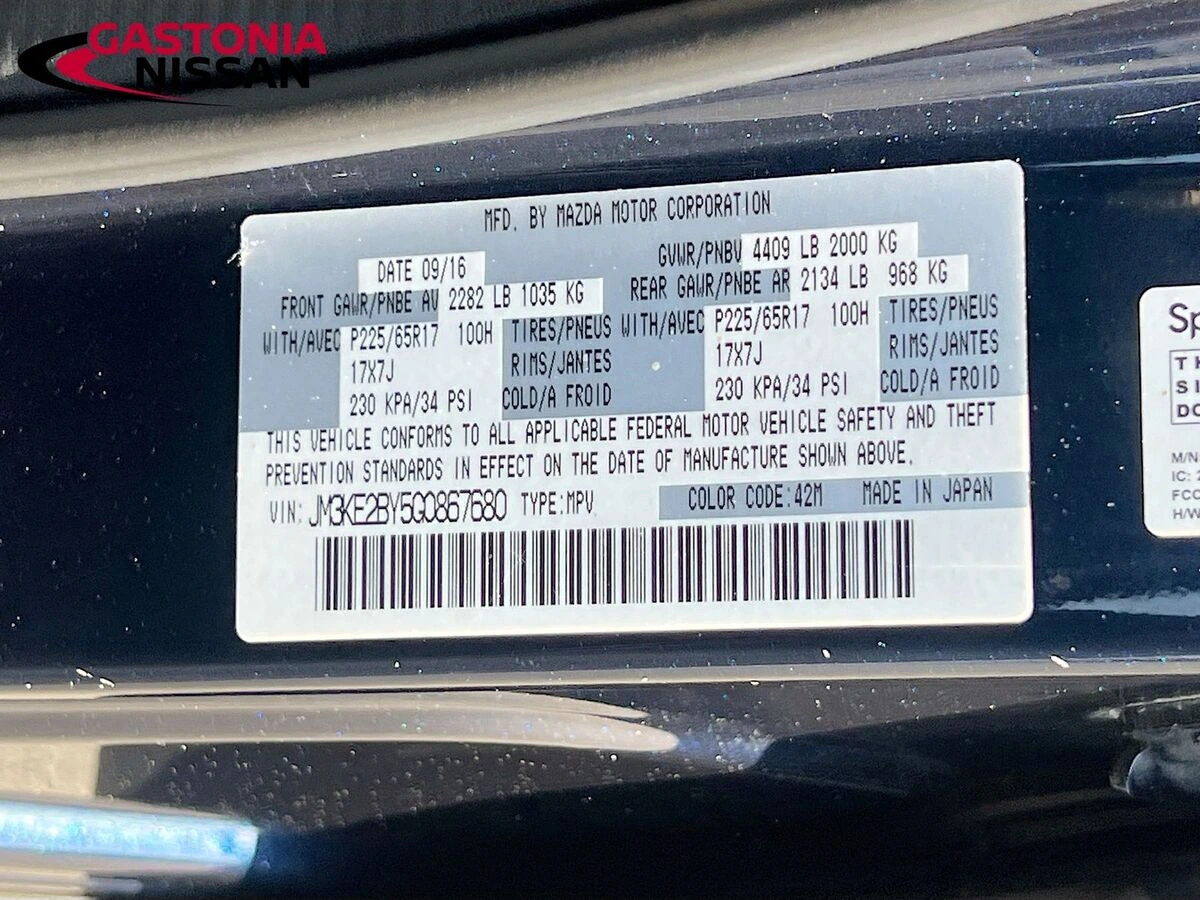 GASTONIA
NISSAN
MFD. BY MAZDA MOTOR CORPORATION
DATE 09/16 GVWR/PNBV 4409 LB 2000 KG
FRONT GAWR/PNBE AV 2282 LB 1035 KG REAR GAWR/PNBE AR 2134 LB 968 KG
WITH/AVEC P225/65R17 100H TIRES/PNEUS WITH/AVEC P225/65R17 100H TIRES/PNEUS
17X7J RIMS/JANTES 17X7J RIMS/JANTES
230 KPA/34 PSI COLD/A FROID 230 KPA/34 PSI COLD/A FROID
THIS VEHICLE CONFORMS TO ALL APPLICABLE FEDERAL MOTOR VEHICLE SAFETY AND THEFT
PREVENTION STANDARDS IN EFFECT ON THE DATE OF MANUFACTURE SHOWN ABOVE.
VIN: JM3KE2BY5G0867680 TYPE:MPV COLOR CODE:42M MADE IN JAPAN
M/N
IC:
FCC
H/W